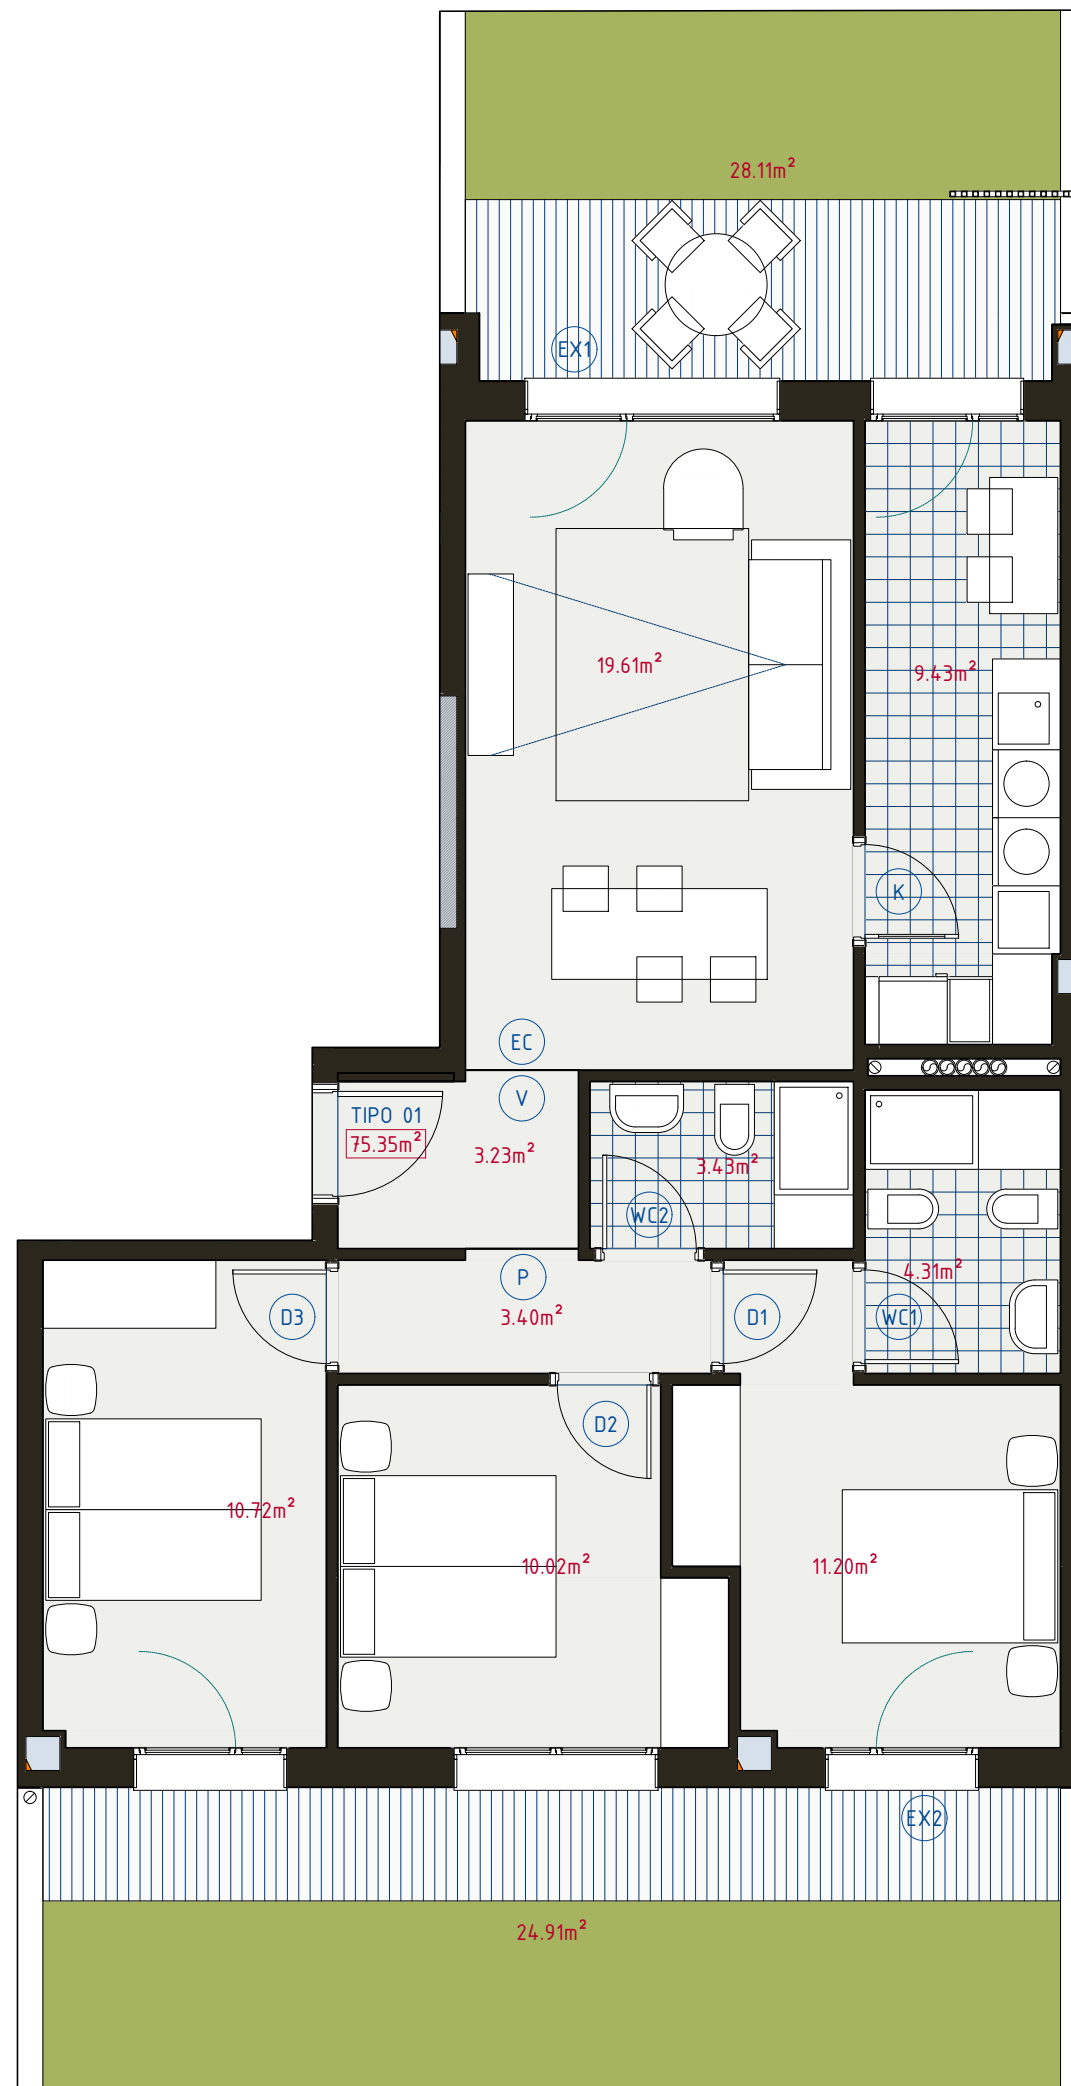 28.11m²
EX1
19.61m²
9.43m²
K
EC
V
TIPO 01
75.35m²
3.23m²
3.43m²
WC2
4.31m²
P
3.40m²
D3
D1
WC1
D2
10.72m²
10.02m²
11.20m²
EX2
24.91m²